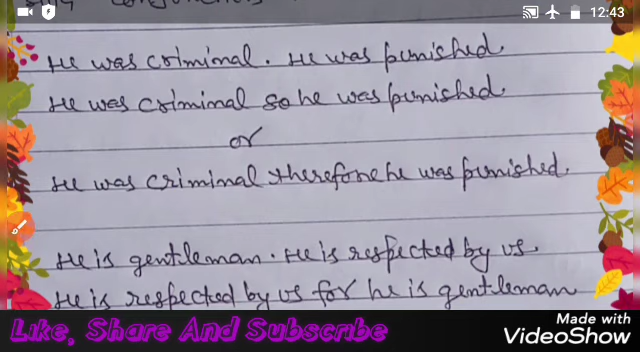 12:43
He was criminal. He was punished.
He was criminal so he was punished.
or
He was criminal therefore he was punished.
He is gentleman. He is respected by us.
He is respected by us for he is gentleman
Like, Share And Subscribe
Made with
VideoShow